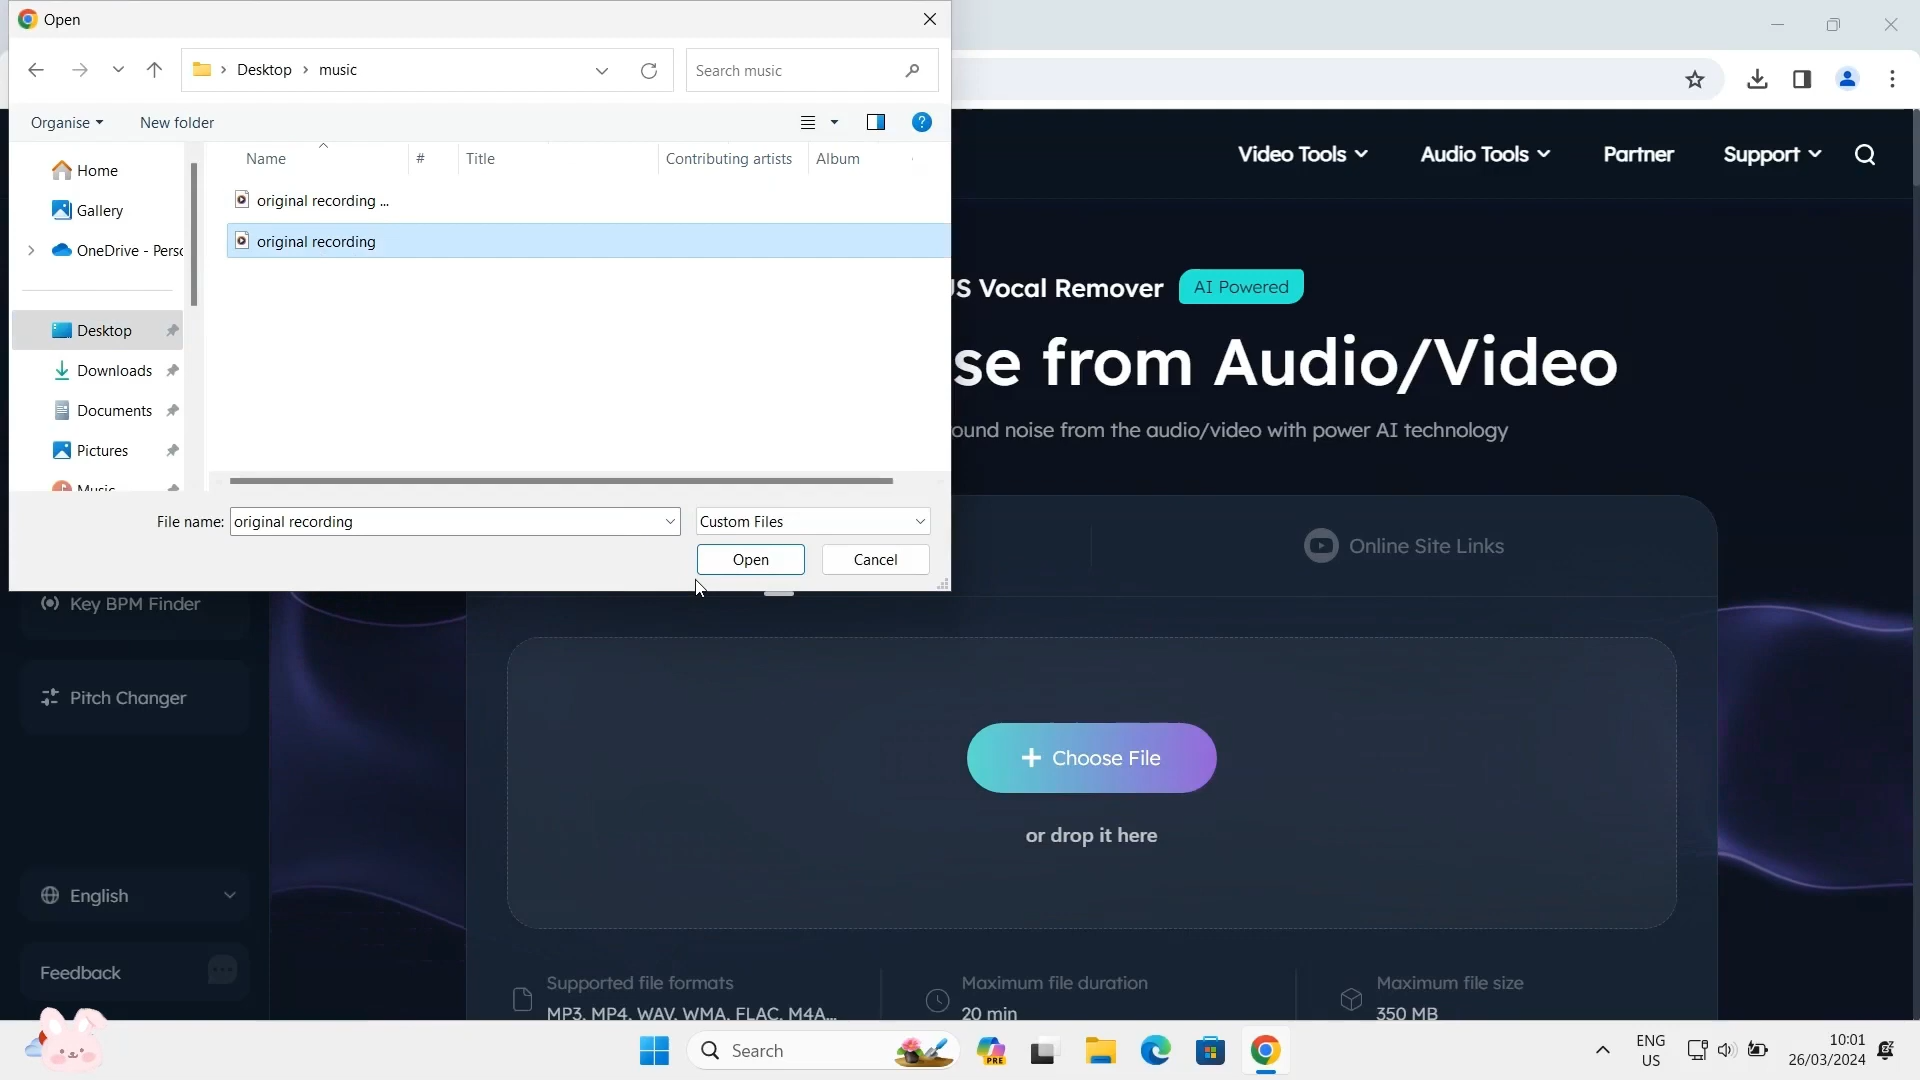 Open
Desktop > music
Search music
Organise
New folder
Name
#
Title
Contributing artists
Album
Home
Gallery
OneDrive - Perso
Desktop
Downloads
Documents
Pictures
Music
original recording ...
original recording
File name: original recording
Custom Files
Open
Cancel
Video Tools
Audio Tools
Partner
Support
Vocal Remover
AI Powered
from Audio/Video
noise from the audio/video with power AI technology
Online Site Links
Key BPM Finder
Pitch Changer
+ Choose File
or drop it here
English
Feedback
Supported file formats
MP3, MP4, WAV, WMA, FLAC, M4A...
Maximum file duration
20 min
Maximum file size
350 MB
Search
PRE
ENG
US
10:01
26/03/2024